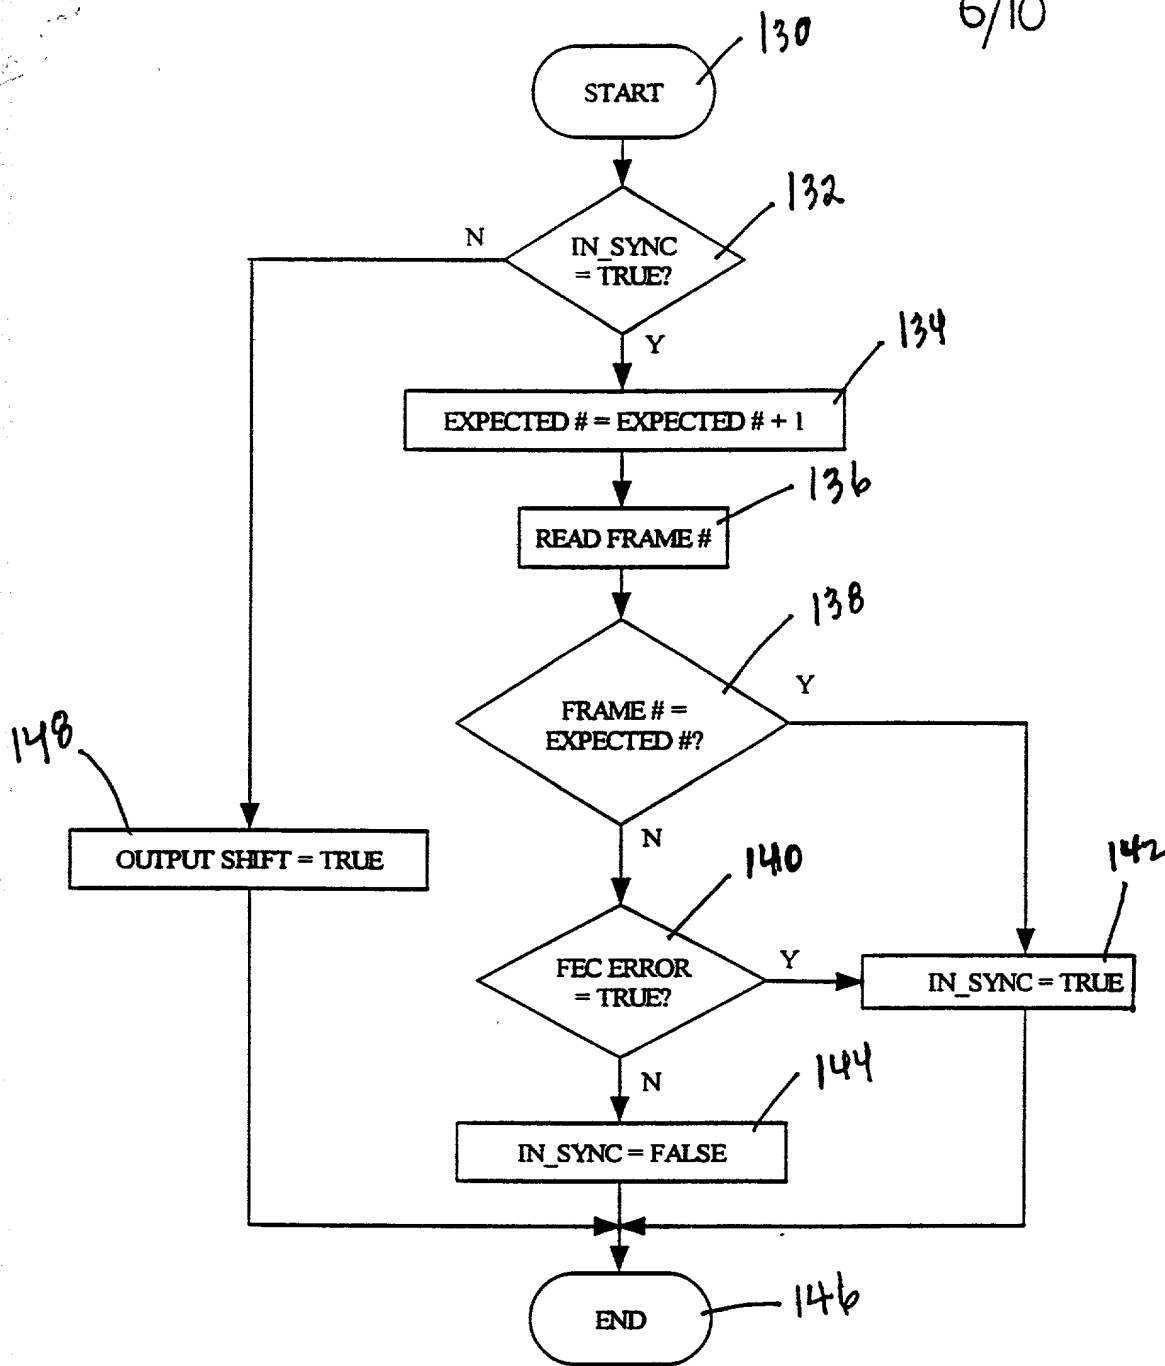 6/10
130
START
132
N
IN_SYNC
= TRUE?
Y
134
EXPECTED # = EXPECTED # + 1
136
READ FRAME #
138
Y
FRAME # =
EXPECTED #?
148
N
OUTPUT SHIFT = TRUE
140
142
FEC ERROR
= TRUE?
Y
IN_SYNC = TRUE
N
144
IN_SYNC = FALSE
END
146